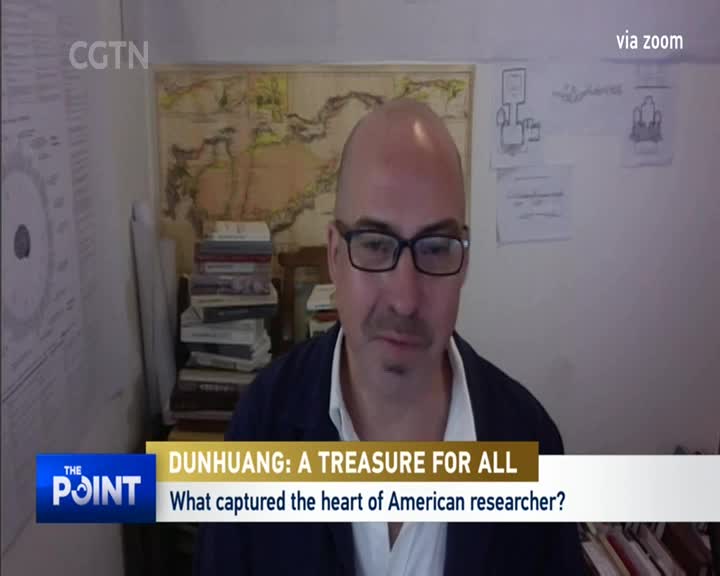 CGTN
via zoom
THE
POINT
DUNHUANG: A TREASURE FOR ALL
What captured the heart of American researcher?